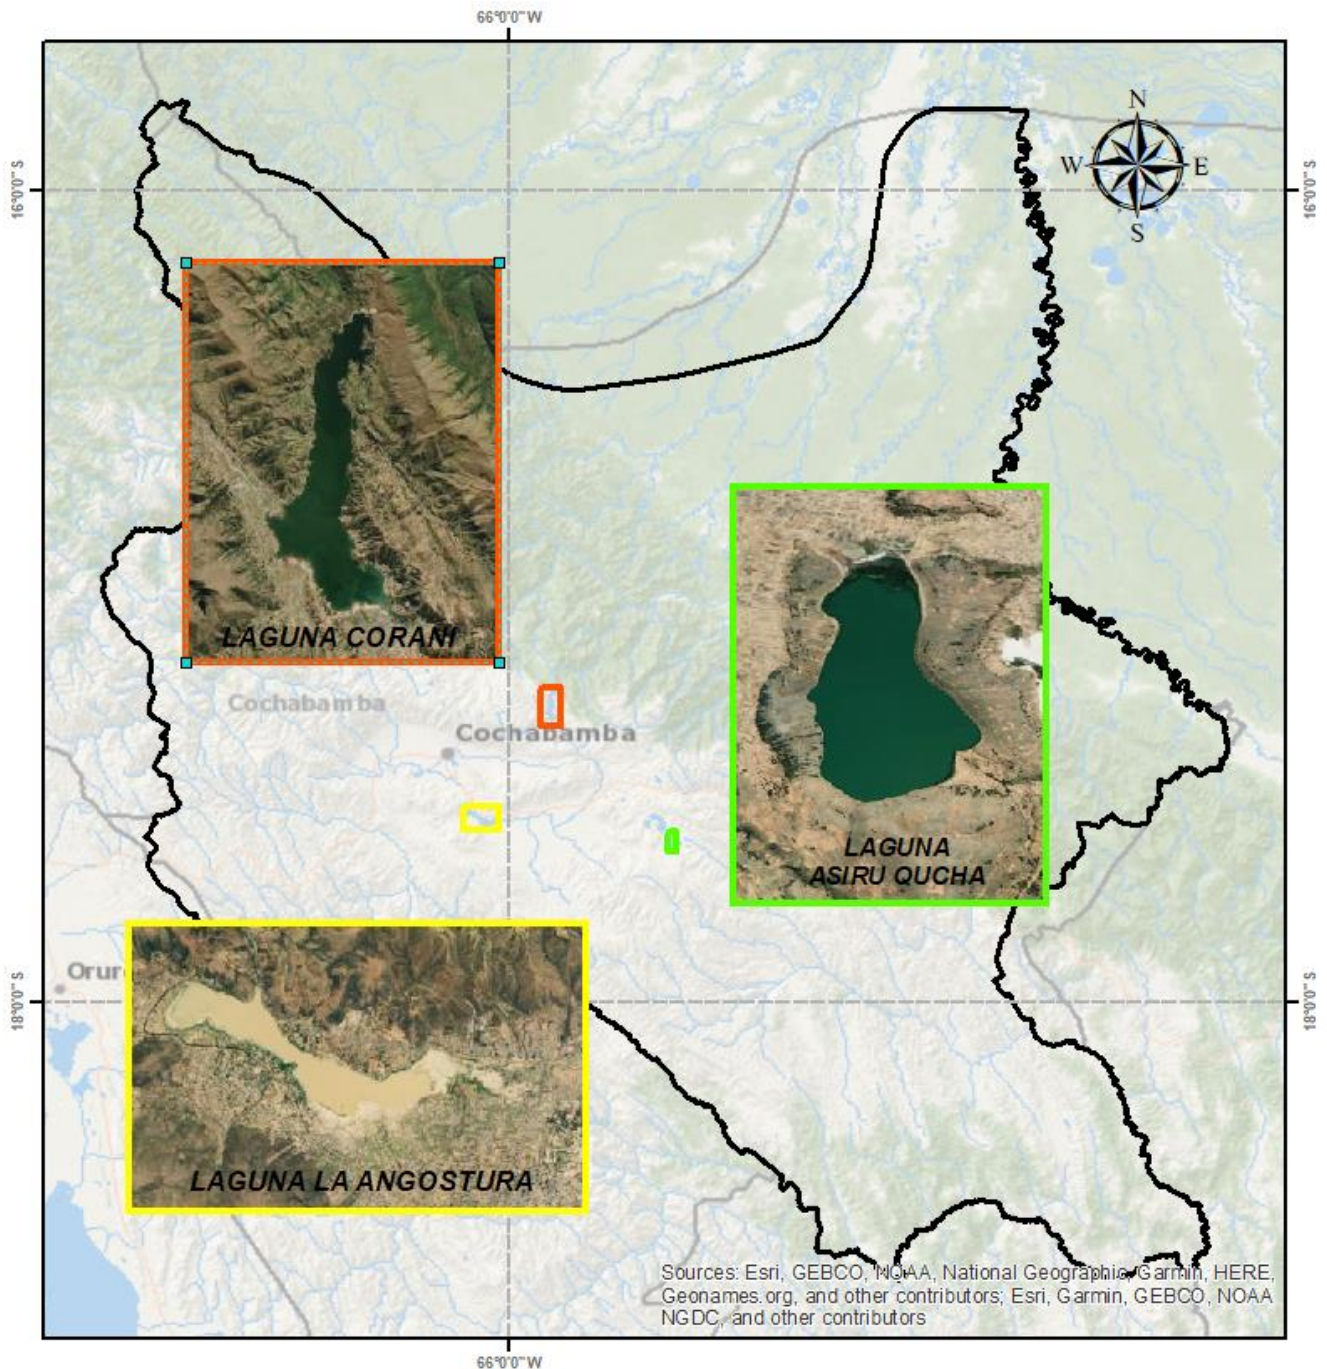 66°0'0"W
N
W E
S
16°0'0"S
16°0'0"S
LAGUNA CORANI
Cochabamba
Cochabamba
LAGUNA
ASIRU QUCHA
Orur
18°0'0"S
18°0'0"S
LAGUNA LA ANGOSTURA
Sources: Esri, GEBCO, NOAA, National Geographic, Garmin, HERE,
Geonames.org, and other contributors; Esri, Garmin, GEBCO, NOAA
NGDC, and other contributors
66°0'0"W